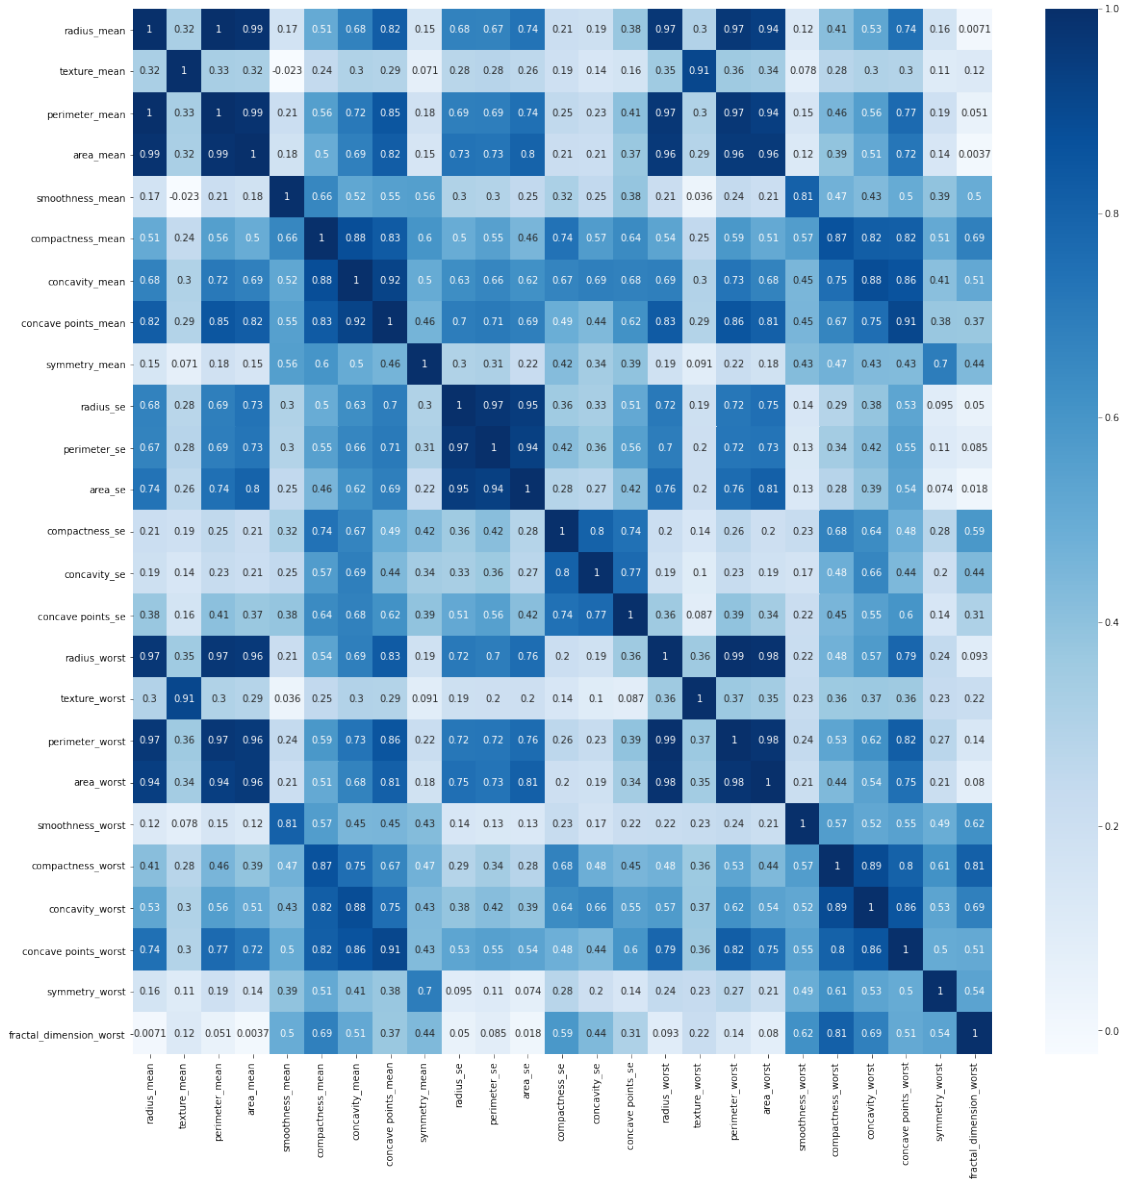 radius_mean 1 0.32 1 0.99 0.17 0.51 0.68 0.82 0.15 0.68 0.67 0.74 0.21 0.19 0.38 0.97 0.3 0.97 0.94 0.12 0.41 0.53 0.74 0.16 0.0071
texture_mean 0.32 1 0.33 0.32 -0.023 0.24 0.3 0.29 0.071 0.28 0.28 0.26 0.19 0.14 0.16 0.35 0.91 0.36 0.34 0.078 0.28 0.3 0.3 0.11 0.12
perimeter_mean 1 0.33 1 0.99 0.21 0.56 0.72 0.85 0.18 0.69 0.69 0.74 0.25 0.23 0.41 0.97 0.3 0.97 0.94 0.15 0.46 0.56 0.77 0.19 0.051
area_mean 0.99 0.32 0.99 1 0.18 0.5 0.69 0.82 0.15 0.73 0.73 0.8 0.21 0.21 0.37 0.96 0.29 0.96 0.96 0.12 0.39 0.51 0.72 0.14 0.0037
smoothness_mean 0.17 -0.023 0.21 0.18 1 0.66 0.52 0.55 0.56 0.3 0.3 0.25 0.32 0.25 0.38 0.21 0.036 0.24 0.21 0.81 0.47 0.43 0.5 0.39 0.5
compactness_mean 0.51 0.24 0.56 0.5 0.66 1 0.88 0.83 0.6 0.5 0.55 0.46 0.74 0.57 0.64 0.54 0.25 0.59 0.51 0.57 0.87 0.82 0.82 0.51 0.69
concavity_mean 0.68 0.3 0.72 0.69 0.52 0.88 1 0.92 0.5 0.63 0.66 0.62 0.67 0.69 0.68 0.69 0.3 0.73 0.68 0.45 0.75 0.88 0.86 0.41 0.51
concave points_mean 0.82 0.29 0.85 0.82 0.55 0.83 0.92 1 0.46 0.7 0.71 0.69 0.49 0.44 0.62 0.83 0.29 0.86 0.81 0.45 0.67 0.75 0.91 0.38 0.37
symmetry_mean 0.15 0.071 0.18 0.15 0.56 0.6 0.5 0.46 1 0.3 0.31 0.22 0.42 0.34 0.39 0.19 0.091 0.22 0.18 0.43 0.47 0.43 0.43 0.7 0.44
radius_se 0.68 0.28 0.69 0.73 0.3 0.5 0.63 0.7 0.3 1 0.97 0.95 0.36 0.33 0.51 0.72 0.19 0.72 0.75 0.14 0.29 0.38 0.53 0.095 0.05
perimeter_se 0.67 0.28 0.69 0.73 0.3 0.55 0.66 0.71 0.31 0.97 1 0.94 0.42 0.36 0.56 0.7 0.2 0.72 0.73 0.13 0.34 0.42 0.55 0.11 0.085
area_se 0.74 0.26 0.74 0.8 0.25 0.46 0.62 0.69 0.22 0.95 0.94 1 0.28 0.27 0.42 0.76 0.2 0.76 0.81 0.13 0.28 0.39 0.54 0.074 0.018
compactness_se 0.21 0.19 0.25 0.21 0.32 0.74 0.67 0.49 0.42 0.36 0.42 0.28 1 0.8 0.74 0.2 0.14 0.26 0.2 0.23 0.68 0.64 0.48 0.28 0.59
concavity_se 0.19 0.14 0.23 0.21 0.25 0.57 0.69 0.44 0.34 0.33 0.36 0.27 0.8 1 0.77 0.19 0.1 0.23 0.19 0.17 0.48 0.66 0.44 0.2 0.44
concave points_se 0.38 0.16 0.41 0.37 0.38 0.64 0.68 0.62 0.39 0.51 0.56 0.42 0.74 0.77 1 0.36 0.087 0.39 0.34 0.22 0.45 0.55 0.6 0.14 0.31
radius_worst 0.97 0.35 0.97 0.96 0.21 0.54 0.69 0.83 0.19 0.72 0.7 0.76 0.2 0.19 0.36 1 0.36 0.99 0.98 0.22 0.48 0.57 0.79 0.24 0.093
texture_worst 0.3 0.91 0.3 0.29 0.036 0.25 0.3 0.29 0.091 0.19 0.2 0.2 0.14 0.1 0.087 0.36 1 0.37 0.35 0.23 0.36 0.37 0.36 0.23 0.22
perimeter_worst 0.97 0.36 0.97 0.96 0.24 0.59 0.73 0.86 0.22 0.72 0.72 0.76 0.26 0.23 0.39 0.99 0.37 1 0.98 0.24 0.53 0.62 0.82 0.27 0.14
area_worst 0.94 0.34 0.94 0.96 0.21 0.51 0.68 0.81 0.18 0.75 0.73 0.81 0.2 0.19 0.34 0.98 0.35 0.98 1 0.21 0.44 0.54 0.75 0.21 0.08
smoothness_worst 0.12 0.078 0.15 0.12 0.81 0.57 0.45 0.45 0.43 0.14 0.13 0.13 0.23 0.17 0.22 0.22 0.23 0.24 0.21 1 0.57 0.52 0.55 0.49 0.62
compactness_worst 0.41 0.28 0.46 0.39 0.47 0.87 0.75 0.67 0.47 0.29 0.34 0.28 0.68 0.48 0.45 0.48 0.36 0.53 0.44 0.57 1 0.89 0.8 0.61 0.81
concavity_worst 0.53 0.3 0.56 0.51 0.43 0.82 0.88 0.75 0.43 0.38 0.42 0.39 0.64 0.66 0.55 0.57 0.37 0.62 0.54 0.52 0.89 1 0.86 0.53 0.69
concave points_worst 0.74 0.3 0.77 0.72 0.5 0.82 0.86 0.91 0.43 0.53 0.55 0.54 0.48 0.44 0.6 0.79 0.36 0.82 0.75 0.55 0.8 0.86 1 0.5 0.51
symmetry_worst 0.16 0.11 0.19 0.14 0.39 0.51 0.41 0.38 0.7 0.095 0.11 0.074 0.28 0.2 0.14 0.24 0.23 0.27 0.21 0.49 0.61 0.53 0.5 1 0.54
fractal_dimension_worst -0.0071 0.12 0.051 0.0037 0.5 0.69 0.51 0.37 0.44 0.05 0.085 0.018 0.59 0.44 0.31 0.093 0.22 0.14 0.08 0.62 0.81 0.69 0.51 0.54 1
radius_mean
texture_mean
perimeter_mean
area_mean
smoothness_mean
compactness_mean
concavity_mean
concave points_mean
symmetry_mean
radius_se
perimeter_se
area_se
compactness_se
concavity_se
concave points_se
radius_worst
texture_worst
perimeter_worst
area_worst
smoothness_worst
compactness_worst
concavity_worst
concave points_worst
symmetry_worst
fractal_dimension_worst
1.0
0.8
0.6
0.4
0.2
0.0